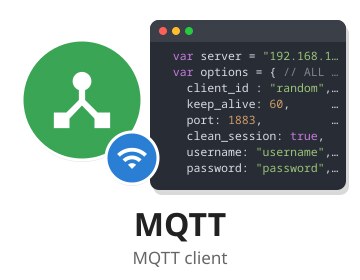 var server = "192.168.1…
var options = { // ALL …
client_id : "random",…
keep_alive: 60, …
port: 1883, …
clean_session: true,
username: "username",…
password: "password",…
MQTT
MQTT client